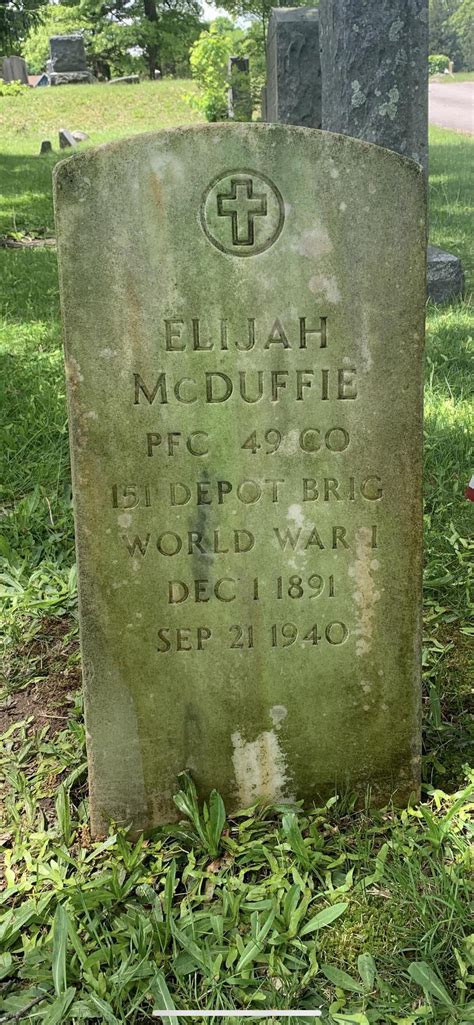 ELIJAH
McDUFFIE
PFC 49 CO
151 DEPOT BRIG
WORLD WAR I
DEC 1 1891
SEP 21 1940